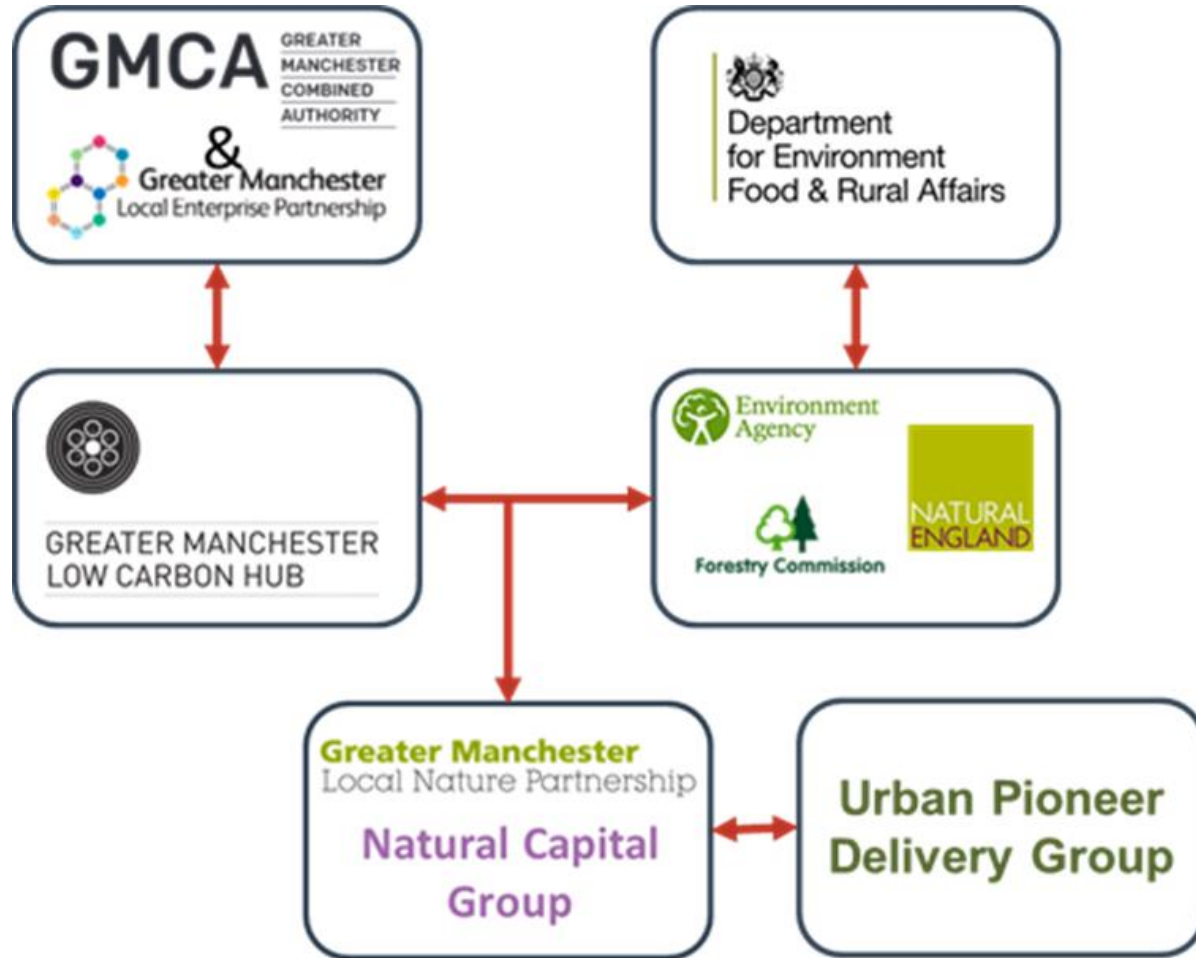 GMCA
GREATER
MANCHESTER
COMBINED
AUTHORITY
&
Greater Manchester
Local Enterprise Partnership
Department
for Environment
Food & Rural Affairs
GREATER MANCHESTER
LOW CARBON HUB
Environment
Agency
Forestry Commission
NATURAL
ENGLAND
Greater Manchester
Local Nature Partnership
Natural Capital
Group
Urban Pioneer
Delivery Group